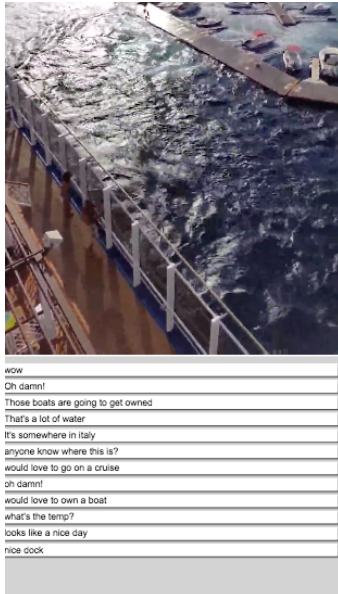 wow
Oh damn!
Those boats are going to get owned
That's a lot of water
It's somewhere in italy
anyone know where this is?
would love to go on a cruise
oh damn!
would love to own a boat
what's the temp?
looks like a nice day
nice dock